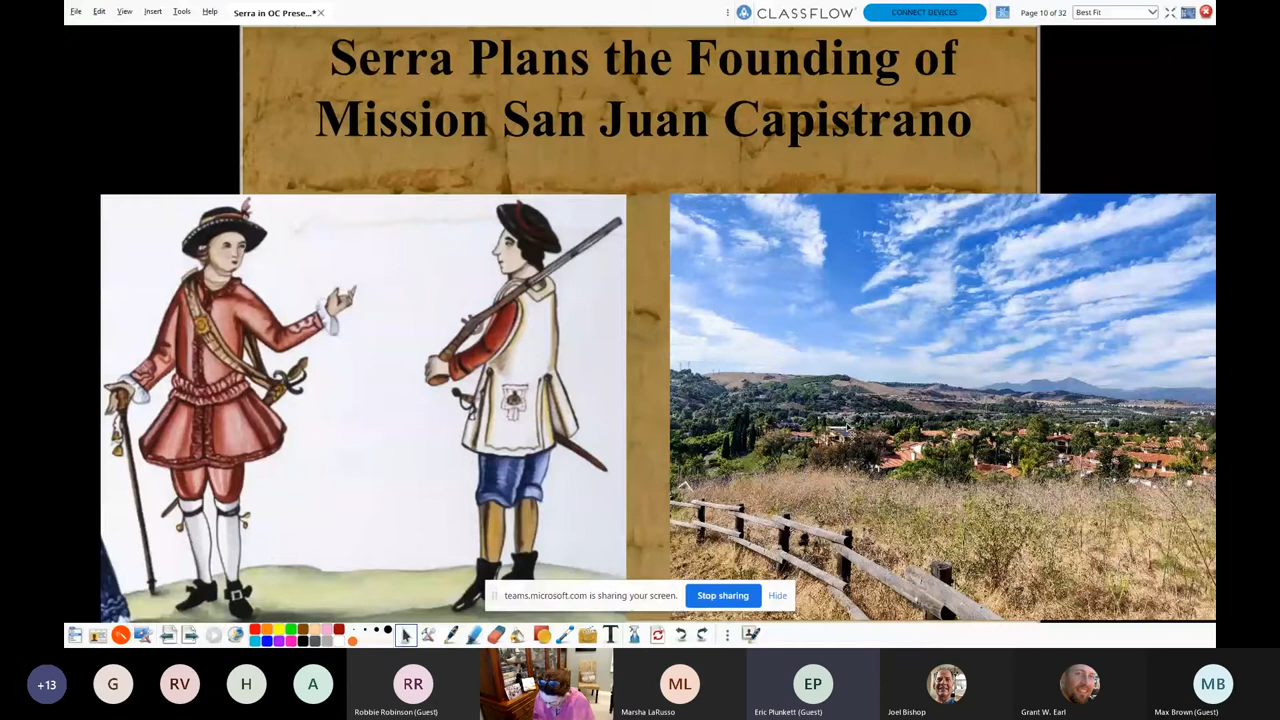 File Edit View Insert Tools Help Serra in OC Prese...*
CLASSFLOW CONNECT DEVICES Page 10 of 32 Best Fit
Serra Plans the Founding of
Mission San Juan Capistrano
teams.microsoft.com is sharing your screen. Stop sharing Hide
T
+13 G RV H A RR ML EP MB
Robbie Robinson (Guest) Marsha LaRusso Eric Plunkett (Guest) Joel Bishop Grant W. Earl Max Brown (Guest)